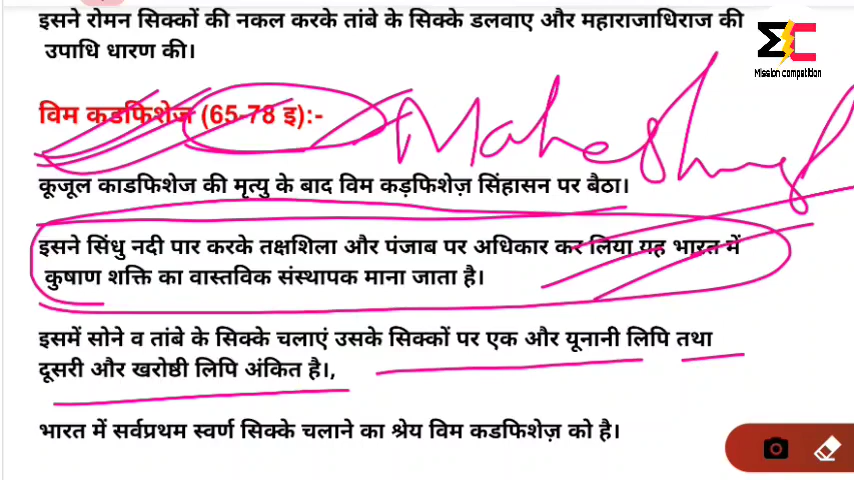 इसने रोमन सिक्कों की नकल करके तांबे के सिक्के डलवाए और महाराजाधिराज की
उपाधि धारण की।
Mission competition
विम कडफिशेज (65-78 इ):-
Mahe
कूजूल काडफिशेज की मृत्यु के बाद विम कड़फिशेज़ सिंहासन पर बैठा।
इसने सिंधु नदी पार करके तक्षशिला और पंजाब पर अधिकार कर लिया यह भारत में
कुषाण शक्ति का वास्तविक संस्थापक माना जाता है।
इसमें सोने व तांबे के सिक्के चलाएं उसके सिक्कों पर एक और यूनानी लिपि तथा
दूसरी और खरोष्ठी लिपि अंकित है।,
भारत में सर्वप्रथम स्वर्ण सिक्के चलाने का श्रेय विम कडफिशेज़ को है।